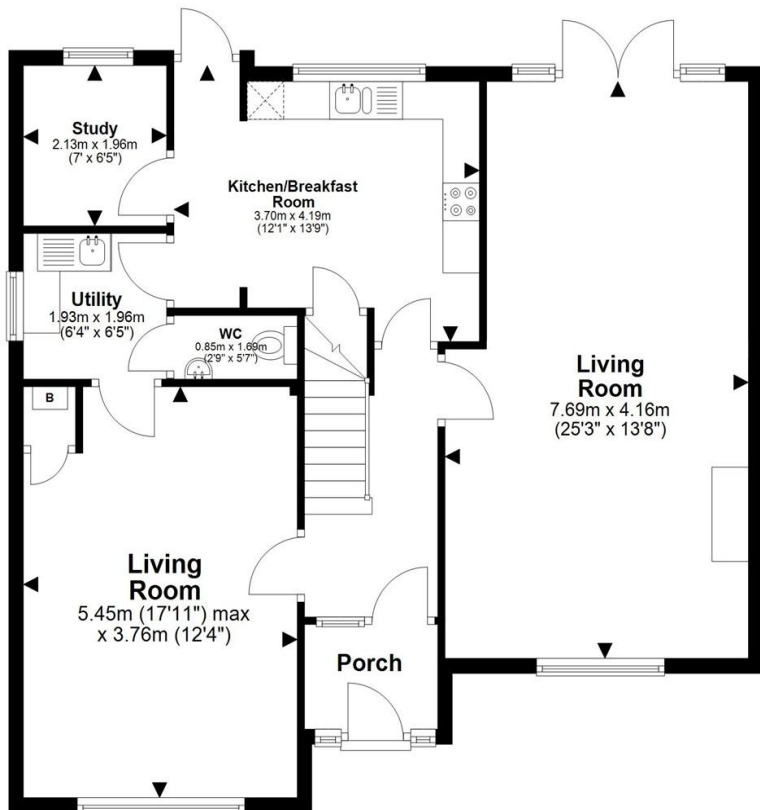 Study
2.13m x 1.96m
(7' x 6'5")
Kitchen/Breakfast
Room
3.70m x 4.19m
(12'1" x 13'9")
Utility
1.93m x 1.96m
(6'4" x 6'5")
WC
0.85m x 1.69m
(2'9" x 5'7")
Living
Room
7.69m x 4.16m
(25'3" x 13'8")
B
Living
Room
5.45m (17'11") max
x 3.76m (12'4")
Porch